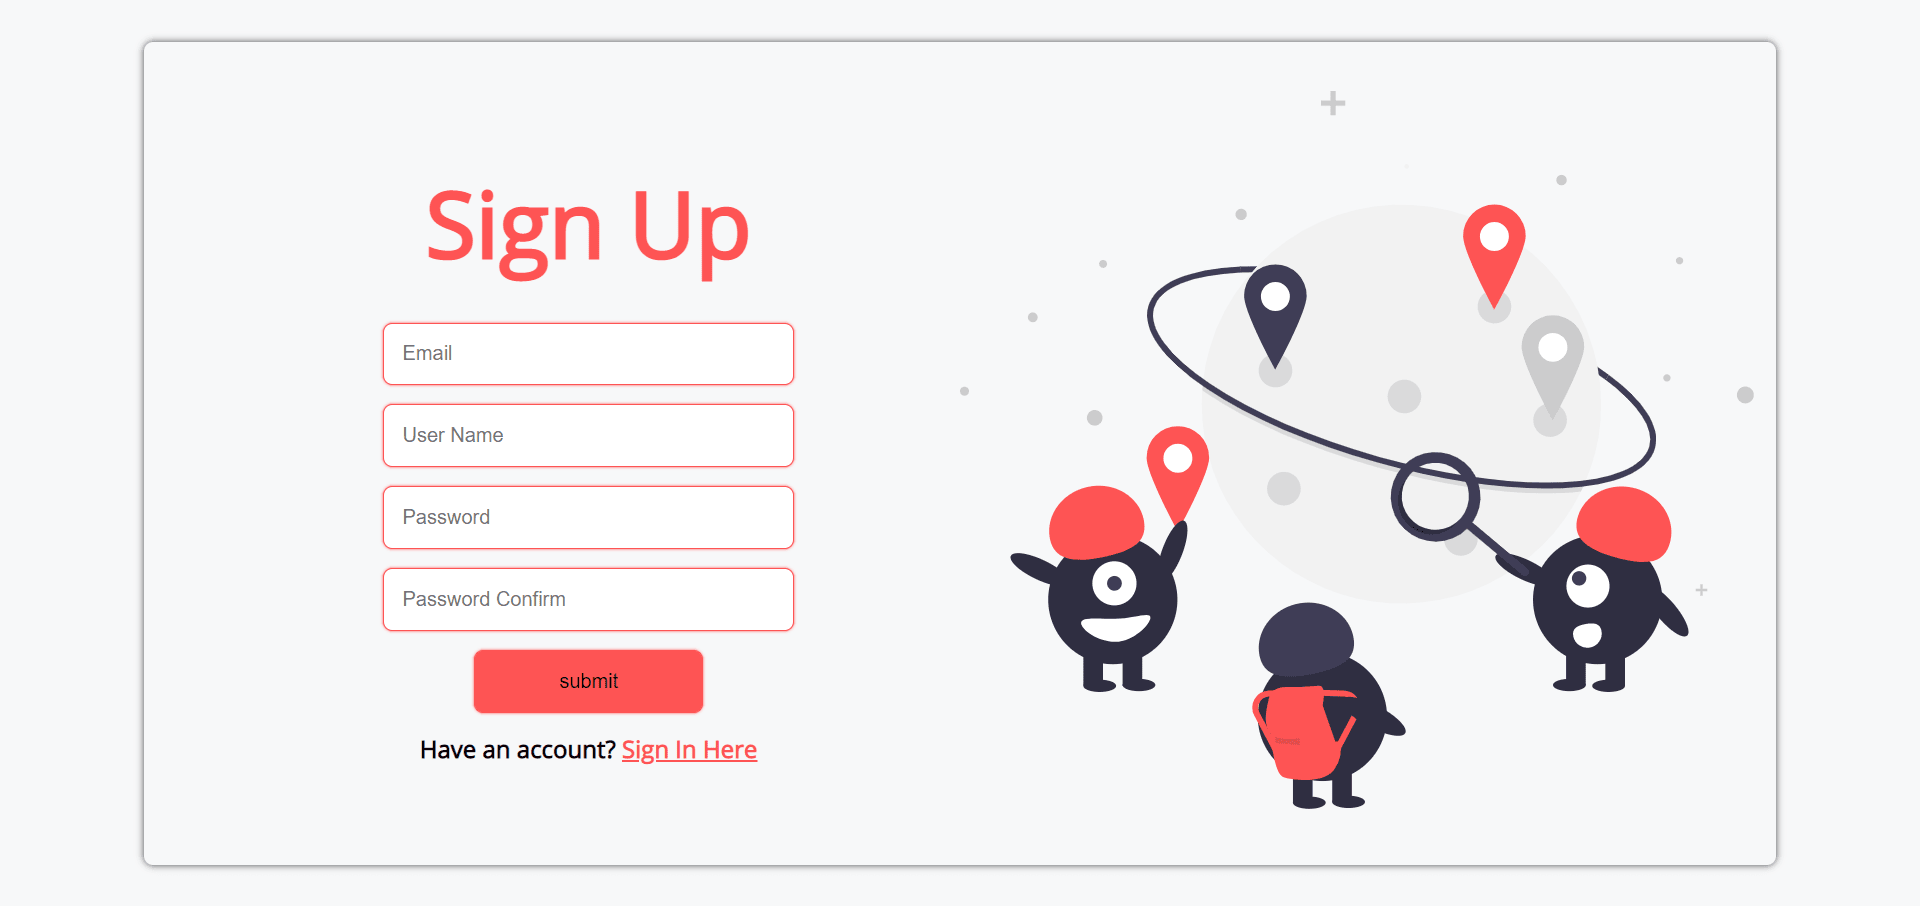 Sign Up
Email
User Name
Password
Password Confirm
submit
Have an account? Sign In Here